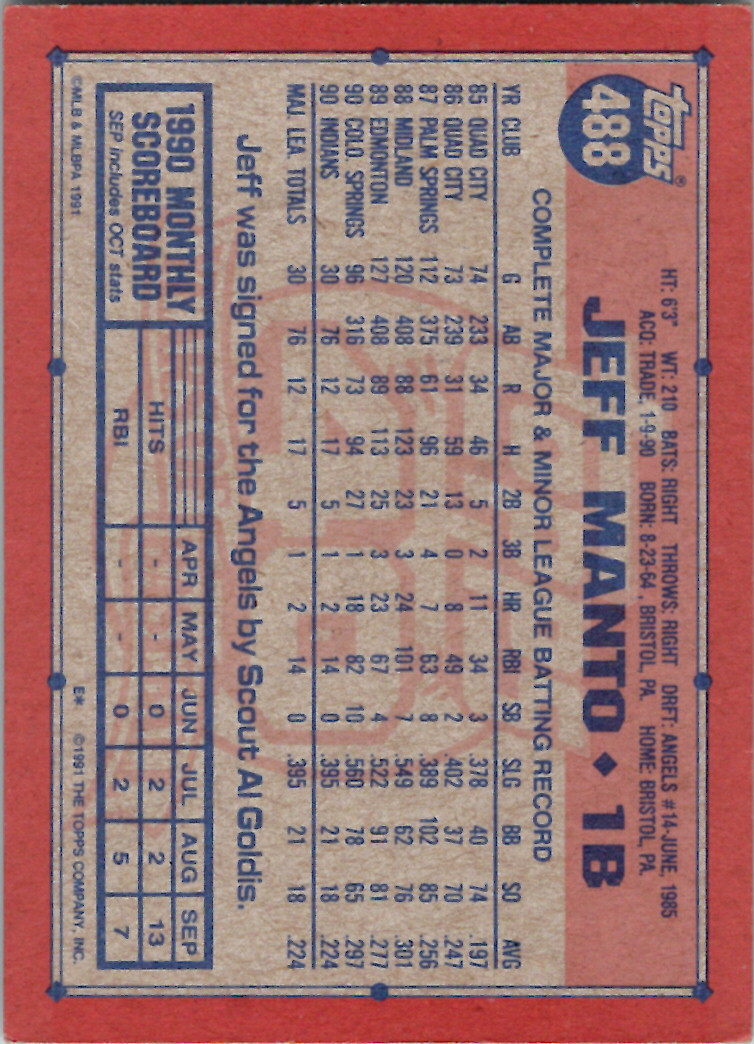 topps®
488
HT: 6'3" WT: 210 BATS: RIGHT THROWS: RIGHT DRFT: ANGELS #14-JUNE, 1985
ACQ: TRADE, 1-9-90 BORN: 8-23-64, BRISTOL, PA. HOME: BRISTOL, PA.
JEFF MANTO ♦ 1B
COMPLETE MAJOR & MINOR LEAGUE BATTING RECORD
YR CLUB G AB R H 2B 3B HR RBI SB SLG BB SO AVG
85 QUAD CITY 74 233 34 46 5 2 11 34 3 .378 40 74 .197
86 QUAD CITY 73 239 31 59 13 0 8 49 2 .402 37 70 .247
87 PALM SPRINGS 112 375 61 96 21 4 7 63 8 .389 102 85 .256
88 MIDLAND 120 408 88 123 23 3 24 101 7 .549 62 76 .301
89 EDMONTON 127 408 89 113 25 3 23 67 4 .522 91 81 .277
90 COLO. SPRINGS 96 316 73 94 27 1 18 82 10 .560 78 65 .297
90 INDIANS 30 76 12 17 5 1 2 14 0 .395 21 18 .224
MAJ. LEA. TOTALS 30 76 12 17 5 1 2 14 0 .395 21 18 .224
Jeff was signed for the Angels by Scout Al Goldis.
1990 MONTHLY
SCOREBOARD
SEP includes OCT stats
APR MAY JUN JUL AUG SEP
HITS - - 0 2 2 13
RBI - - 0 2 5 7
©MLB & MLBPA 1991
E* ©1991 THE TOPPS COMPANY, INC.